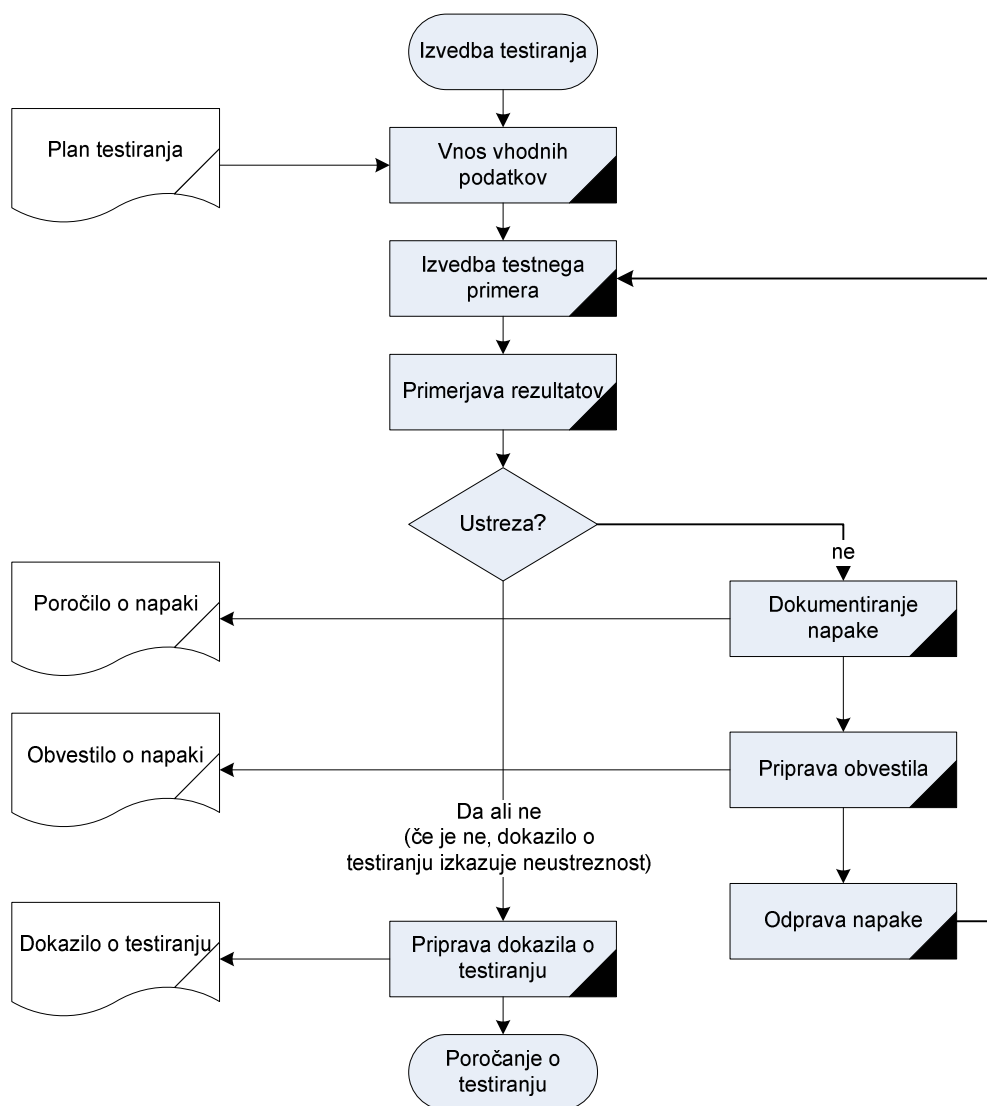 Izvedba testiranja
Plan testiranja
Vnos vhodnih
podatkov
Izvedba testnega
primera
Primerjava rezultatov
Ustreza?
ne
Poročilo o napaki
Dokumentiranje
napake
Obvestilo o napaki
Priprava obvestila
Da ali ne
(če je ne, dokazilo o
testiranju izkazuje neustreznost)
Odprava napake
Dokazilo o testiranju
Priprava dokazila o
testiranju
Poročanje o
testiranju